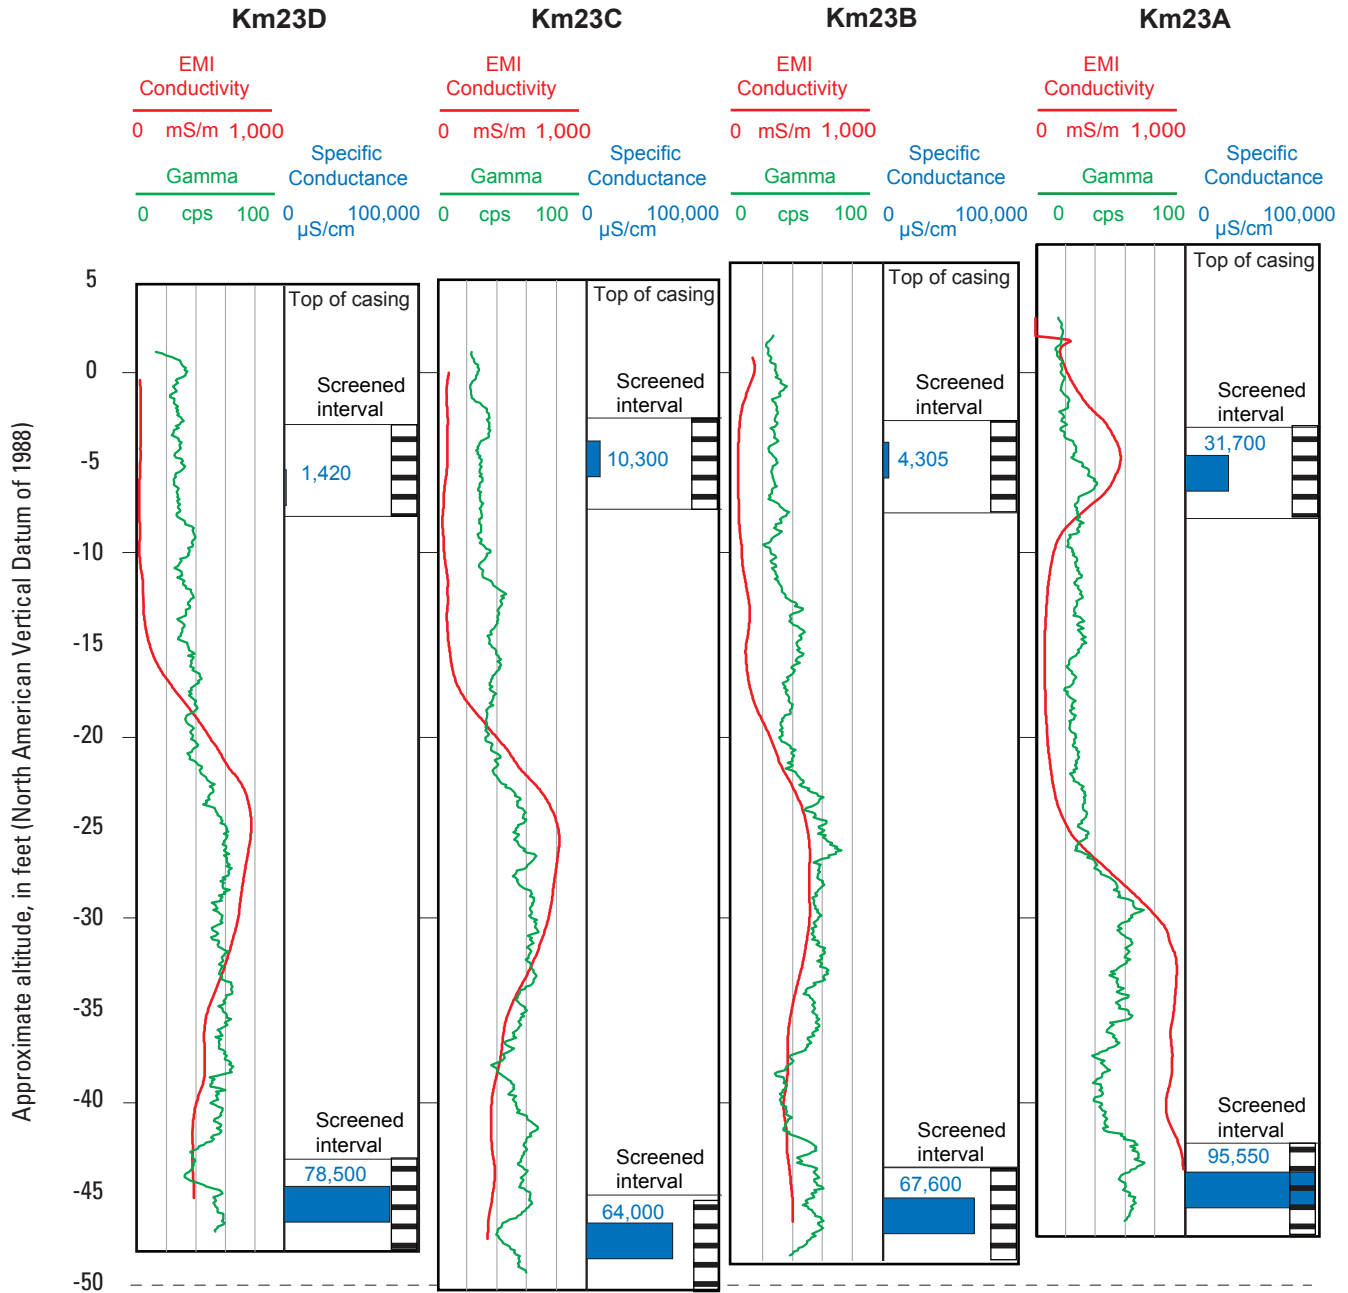 Km23D
Km23C
Km23B
Km23A
EMI
Conductivity
0 mS/m 1,000
Gamma
0 cps 100
Specific
Conductance
0 100,000
µS/cm
EMI
Conductivity
0 mS/m 1,000
Gamma
0 cps 100
Specific
Conductance
0 100,000
µS/cm
EMI
Conductivity
0 mS/m 1,000
Gamma
0 cps 100
Specific
Conductance
0 100,000
µS/cm
EMI
Conductivity
0 mS/m 1,000
Gamma
0 cps 100
Specific
Conductance
0 100,000
µS/cm
Approximate altitude, in feet (North American Vertical Datum of 1988)
5
0
-5
-10
-15
-20
-25
-30
-35
-40
-45
-50
Top of casing
Screened
interval
1,420
Screened
interval
78,500
Top of casing
Screened
interval
10,300
Screened
interval
64,000
Top of casing
Screened
interval
4,305
Screened
interval
67,600
Top of casing
Screened
interval
31,700
Screened
interval
95,550